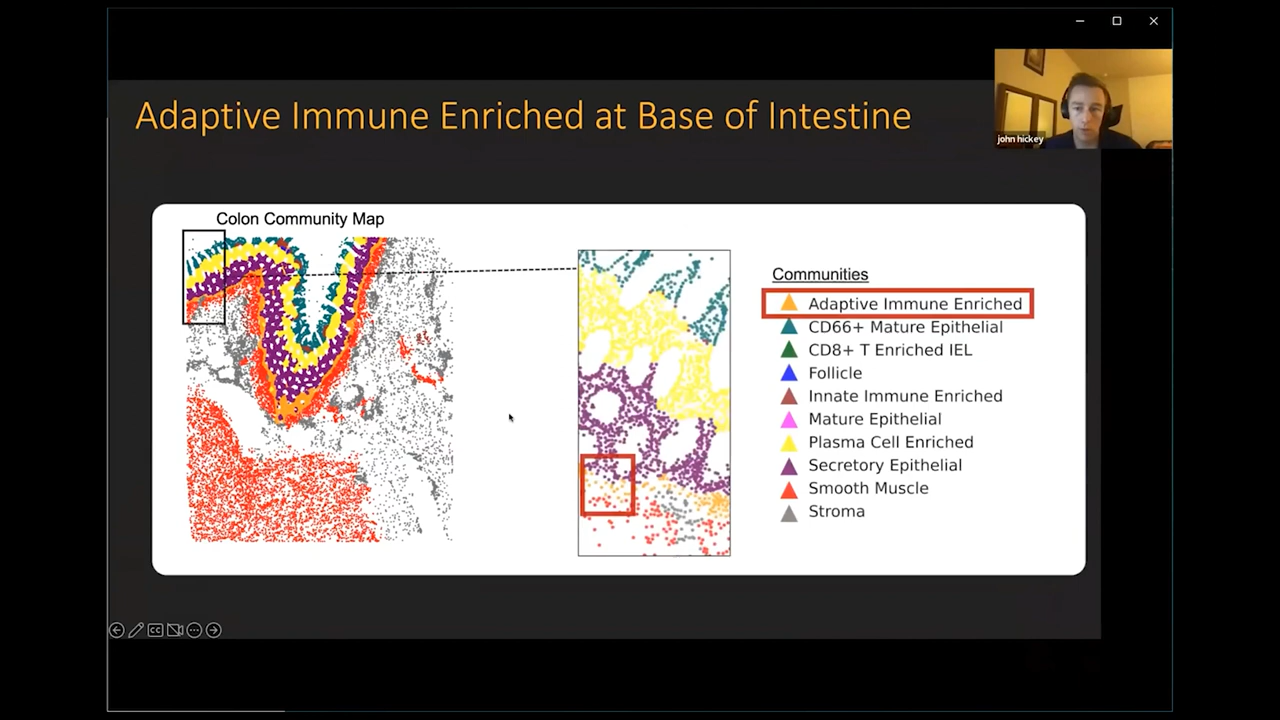 john hickey
Adaptive Immune Enriched at Base of Intestine
Colon Community Map
Communities
Adaptive Immune Enriched
CD66+ Mature Epithelial
CD8+ T Enriched IEL
Follicle
Innate Immune Enriched
Mature Epithelial
Plasma Cell Enriched
Secretory Epithelial
Smooth Muscle
Stroma
CC